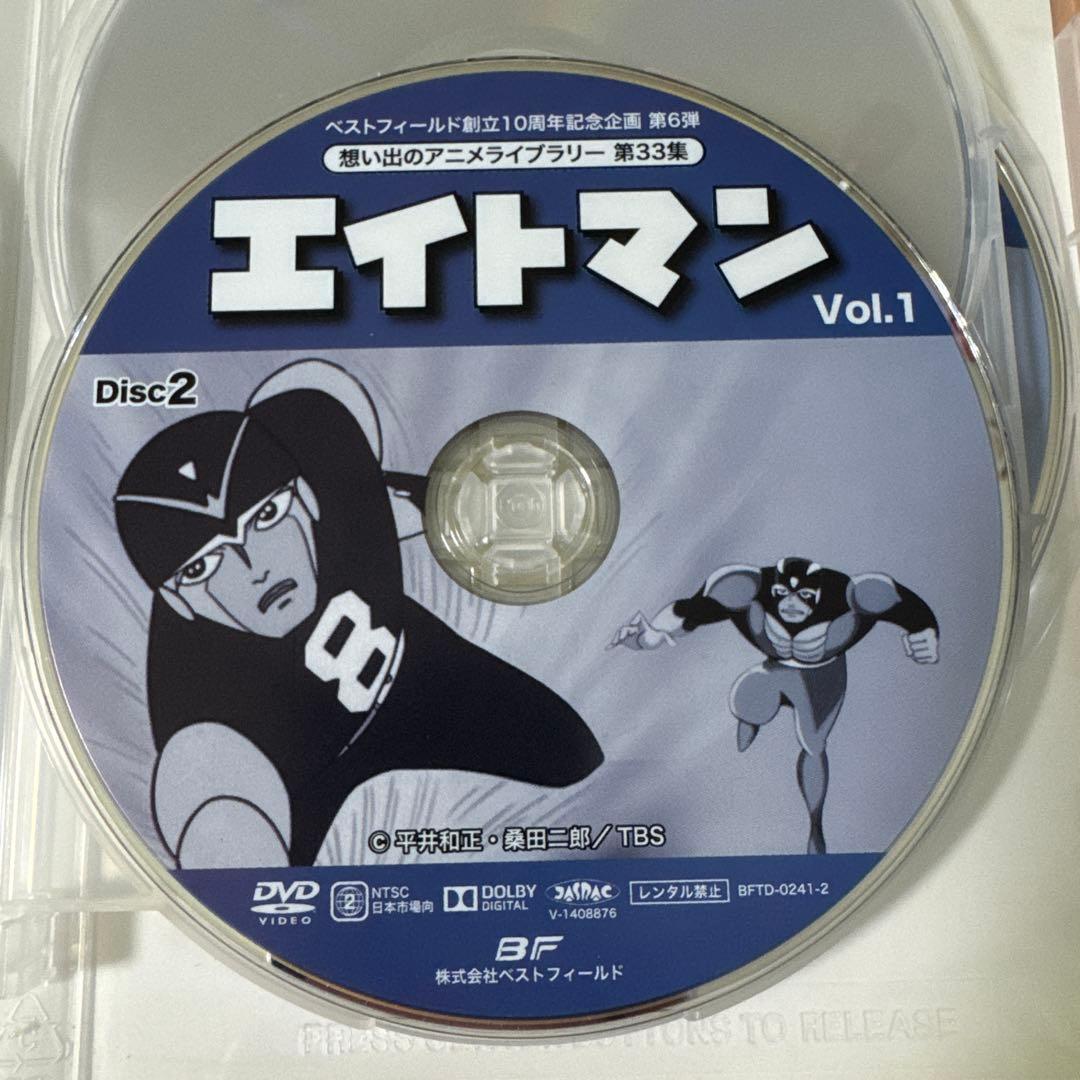 ベストフィールド創立10周年記念企画 第6弾
想い出のアニメライブラリー 第33集
エイトマン
Vol.1
Disc2
8
© 平井和正・桑田二郎／TBS
DVD VIDEO
2
NTSC 日本市場向
DOLBY DIGITAL
JASRAC
V-1408876
レンタル禁止
BFTD-0241-2
BF
株式会社ベストフィールド
PRESS
TO RELEASE